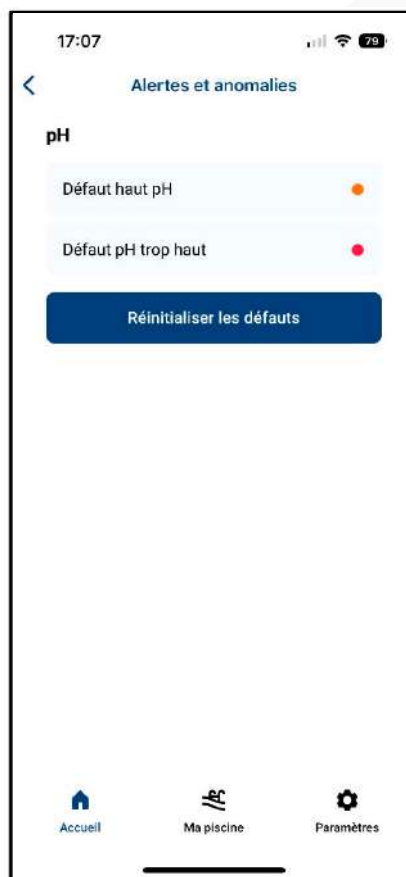 17:07
79
Alertes et anomalies
pH
Défaut haut pH
Défaut pH trop haut
Réinitialiser les défauts
Accueil
Ma piscine
Paramètres